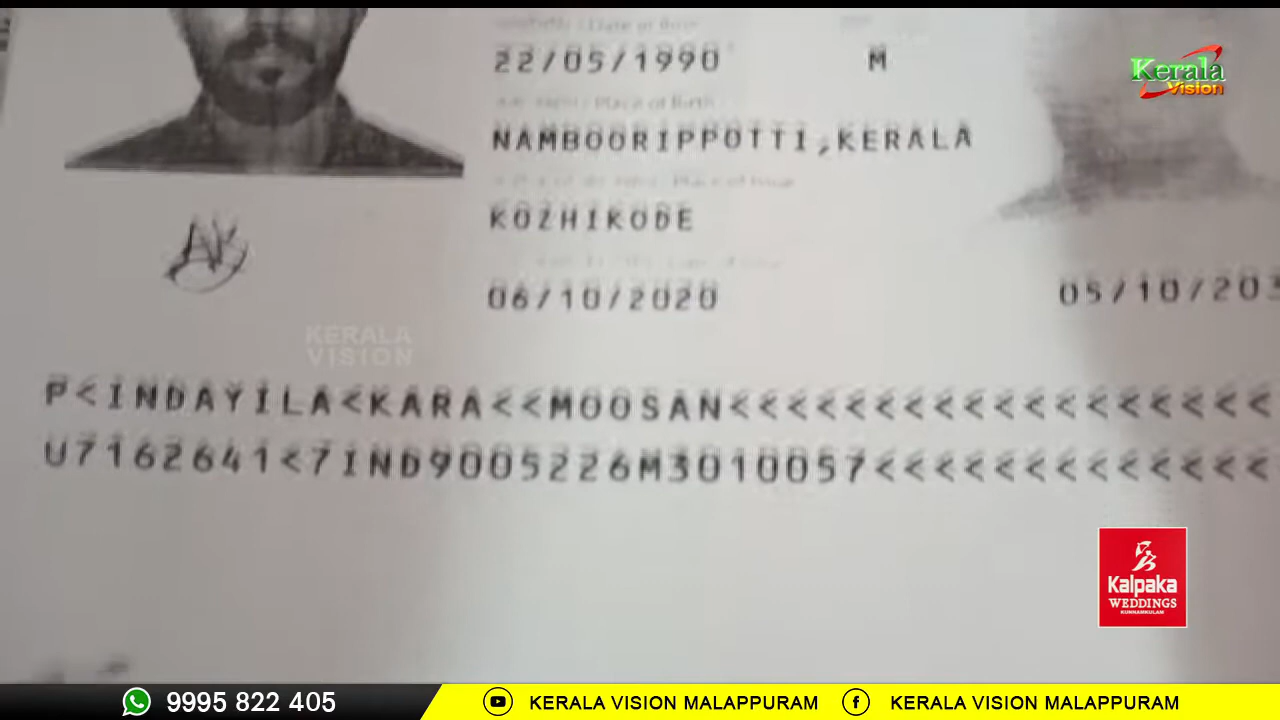 22/05/1990 M
Kerala
Vision
Place of Birth
NAMBOORIPPOTTI,KERALA
Place of Issue
KOZHIKODE
06/10/2020 05/10/203
KERALA
VISION
P<INDAYILA<KARA<<MOOSAN<<<<<<<<<<<<<<<<<<<
U7162641<7IND9005226M3010057<<<<<<<<<<<<<<
Kalpaka
WEDDINGS
KUNNAMKULAM
9995 822 405 KERALA VISION MALAPPURAM KERALA VISION MALAPPURAM